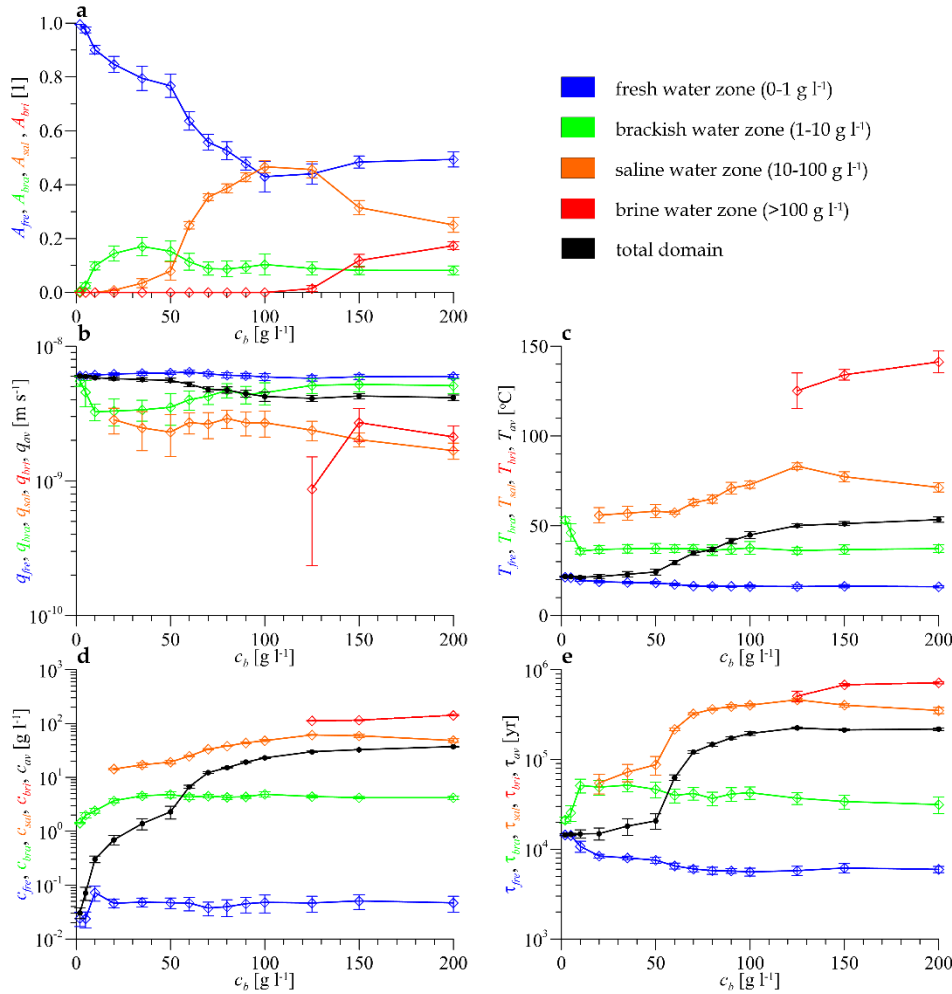 a
1.0
0.8
0.6
0.4
0.2
0.0
A_fre, A_bra, A_sal, A_bri [1]
0 50 100 150 200
c_b [g l⁻¹]
fresh water zone (0-1 g l⁻¹)
brackish water zone (1-10 g l⁻¹)
saline water zone (10-100 g l⁻¹)
brine water zone (>100 g l⁻¹)
total domain
b
10⁻⁸
10⁻⁹
10⁻¹⁰
q_fre, q_bra, q_sal, q_bri, q_av [m s⁻¹]
0 50 100 150 200
c_b [g l⁻¹]
c
150
100
50
0
T_fre, T_bra, T_sal, T_bri, T_av [°C]
0 50 100 150 200
c_b [g l⁻¹]
d
10³
10²
10¹
10⁰
10⁻¹
10⁻²
c_fre, c_bra, c_sal, c_bri, c_av [g l⁻¹]
0 50 100 150 200
c_b [g l⁻¹]
e
10⁶
10⁵
10⁴
10³
τ_fre, τ_bra, τ_sal, τ_bri, τ_av [yr]
0 50 100 150 200
c_b [g l⁻¹]